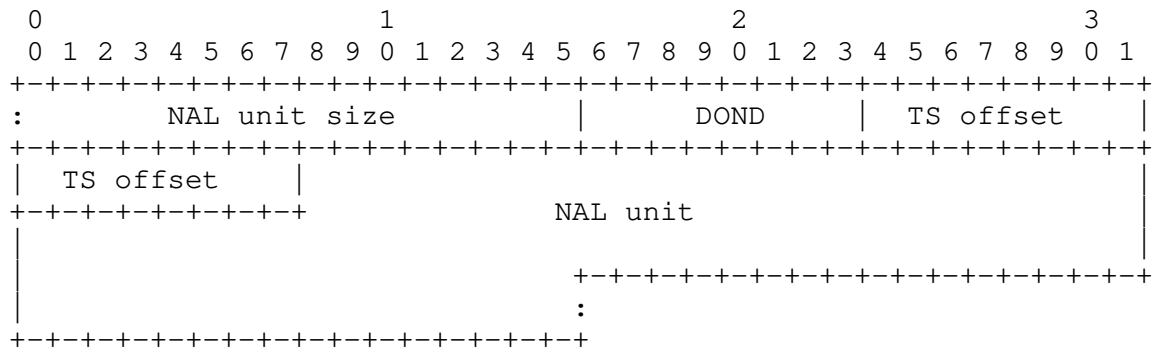 0                   1                   2                   3
 0 1 2 3 4 5 6 7 8 9 0 1 2 3 4 5 6 7 8 9 0 1 2 3 4 5 6 7 8 9 0 1
+-+-+-+-+-+-+-+-+-+-+-+-+-+-+-+-+-+-+-+-+-+-+-+-+-+-+-+-+-+-+-+-+
:        NAL unit size          |      DOND     |  TS offset    |
+-+-+-+-+-+-+-+-+-+-+-+-+-+-+-+-+-+-+-+-+-+-+-+-+-+-+-+-+-+-+-+-+
|  TS offset    |                                               |
+-+-+-+-+-+-+-+-+              NAL unit                         |
|                                                               |
|                               +-+-+-+-+-+-+-+-+-+-+-+-+-+-+-+-+
|                               :
+-+-+-+-+-+-+-+-+-+-+-+-+-+-+-+-+